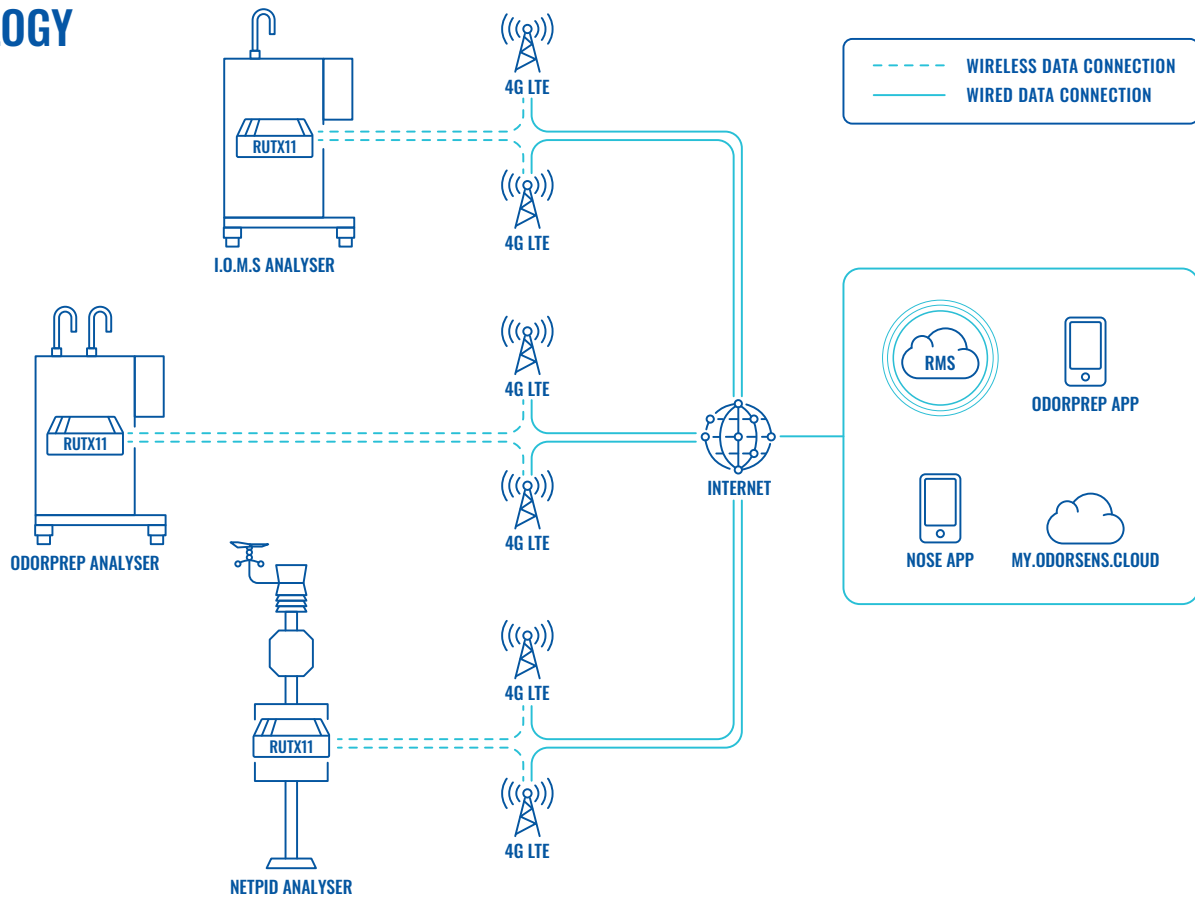 OGY
4G LTE
WIRELESS DATA CONNECTION
WIRED DATA CONNECTION
RUTX11
4G LTE
I.O.M.S ANALYSER
4G LTE
RMS
ODORPREP APP
RUTX11
INTERNET
4G LTE
ODORPREP ANALYSER
NOSE APP
MY.ODORSENS.CLOUD
4G LTE
RUTX11
4G LTE
NETPID ANALYSER